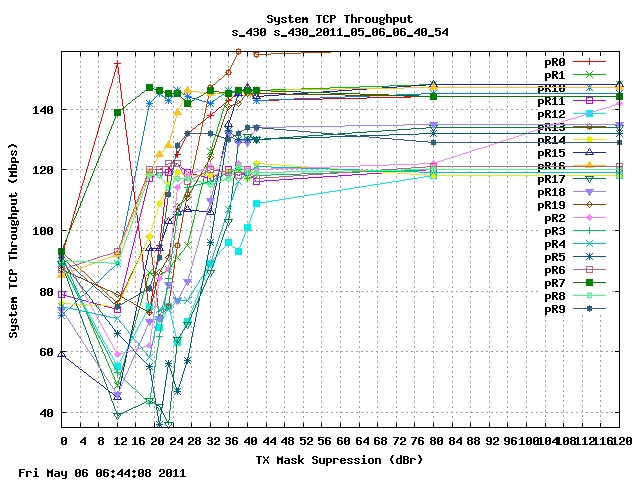 System TCP Throughput
s_430 s_430_2011_05_06_06_40_54
System TCP Throughput (Mbps)
140
120
100
80
60
40
pR0
pR1
pR10
pR11
pR12
pR13
pR14
pR15
pR16
pR17
pR18
pR19
pR2
pR3
pR4
pR5
pR6
pR7
pR8
pR9
0 4 8 12 16 20 24 28 32 36 40 44 48 52 56 60 64 68 72 76 80 84 88 92 96 100 104 108 112 116 120
TX Mask Supression (dBr)
Fri May 06 06:44:08 2011